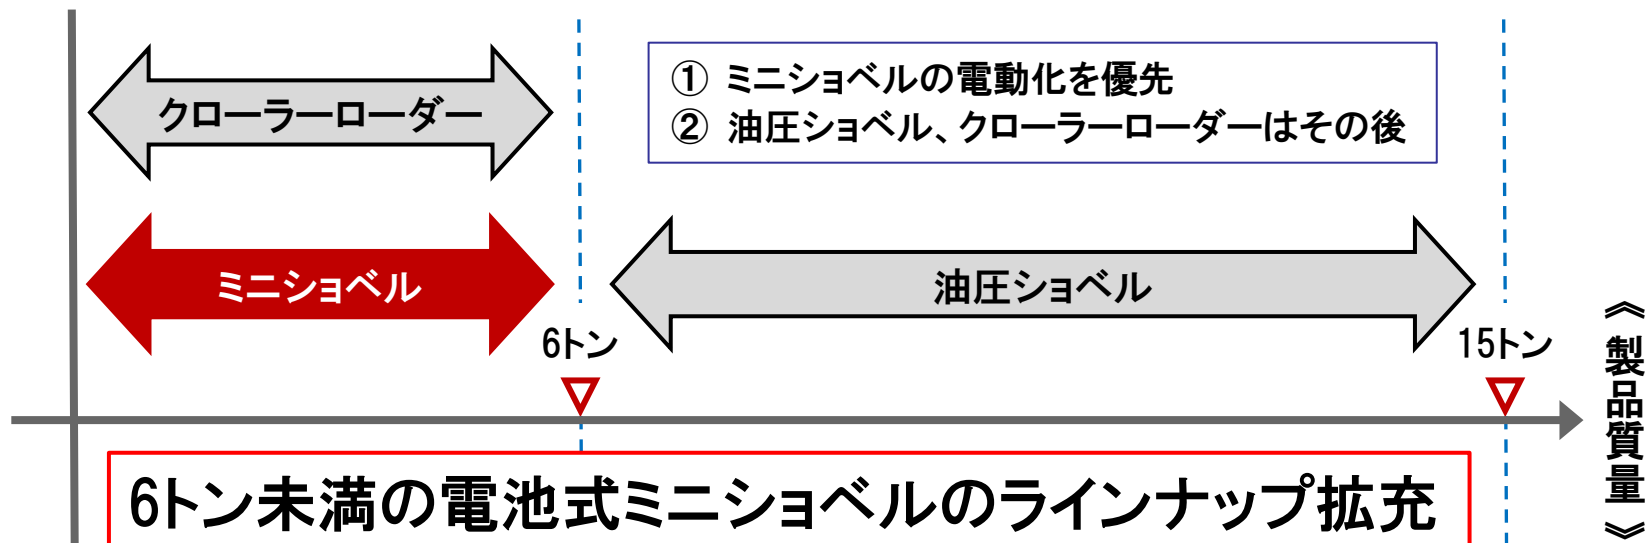 クローラーローダー
① ミニショベルの電動化を優先
② 油圧ショベル、クローラーローダーはその後
ミニショベル
油圧ショベル
6トン
15トン
《製品質量》
6トン未満の電池式ミニショベルのラインナップ拡充